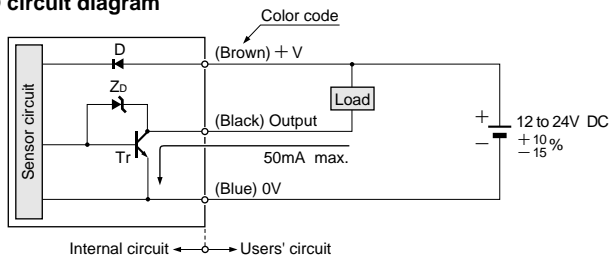 circuit diagram
Color code
D
(Brown) + V
ZD
Load
Sensor circuit
(Black) Output
+
12 to 24V DC
Tr
−
+10
−15 %
50mA max.
(Blue) 0V
Internal circuit
Users' circuit